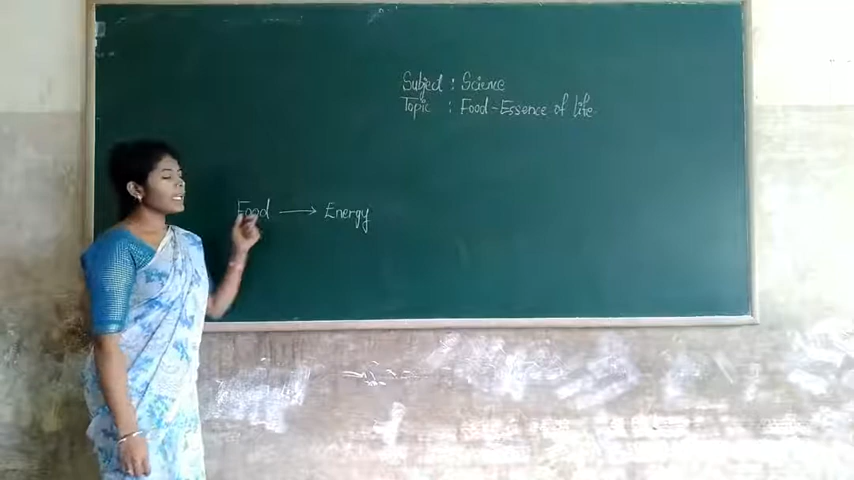 Subject : Science
Topic : Food - Essence of life.
Food → Energy